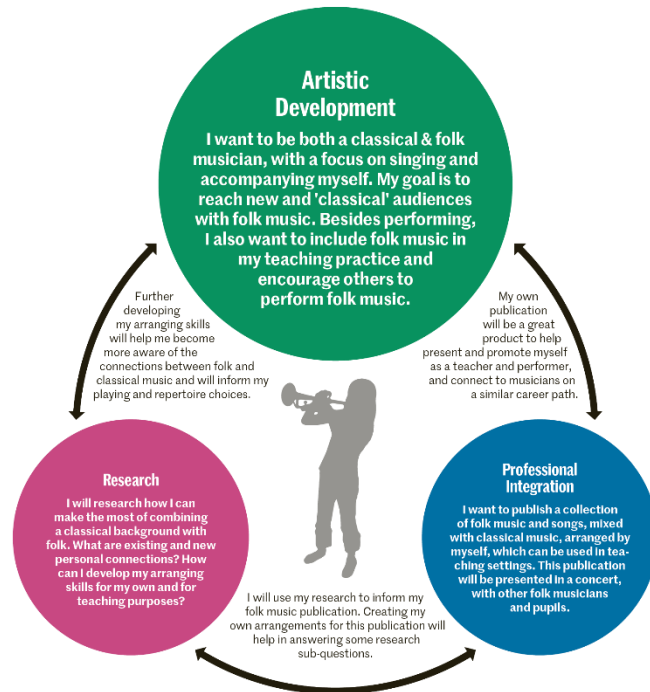 Artistic
Development
I want to be both a classical & folk
musician, with a focus on singing and
accompanying myself. My goal is to
reach new and 'classical' audiences
with folk music. Besides performing,
I also want to include folk music in
my teaching practice and
encourage others to
perform folk music.
Further
developing
my arranging skills
will help me become
more aware of the
connections between folk and
classical music and will inform my
playing and repertoire choices.
My own
publication
will be a great
product to help
present and promote myself
as a teacher and performer,
and connect to musicians on
a similar career path.
Research
I will research how I can
make the most of combining
a classical background with
folk. What are existing and new
personal connections? How
can I develop my arranging
skills for my own and for
teaching purposes?
Professional
Integration
I want to publish a collection
of folk music and songs, mixed
with classical music, arranged by
myself, which can be used in tea-
ching settings. This publication
will be presented in a concert,
with other folk musicians
and pupils.
I will use my research to inform my
folk music publication. Creating my
own arrangements for this publication will
help in answering some research
sub-questions.